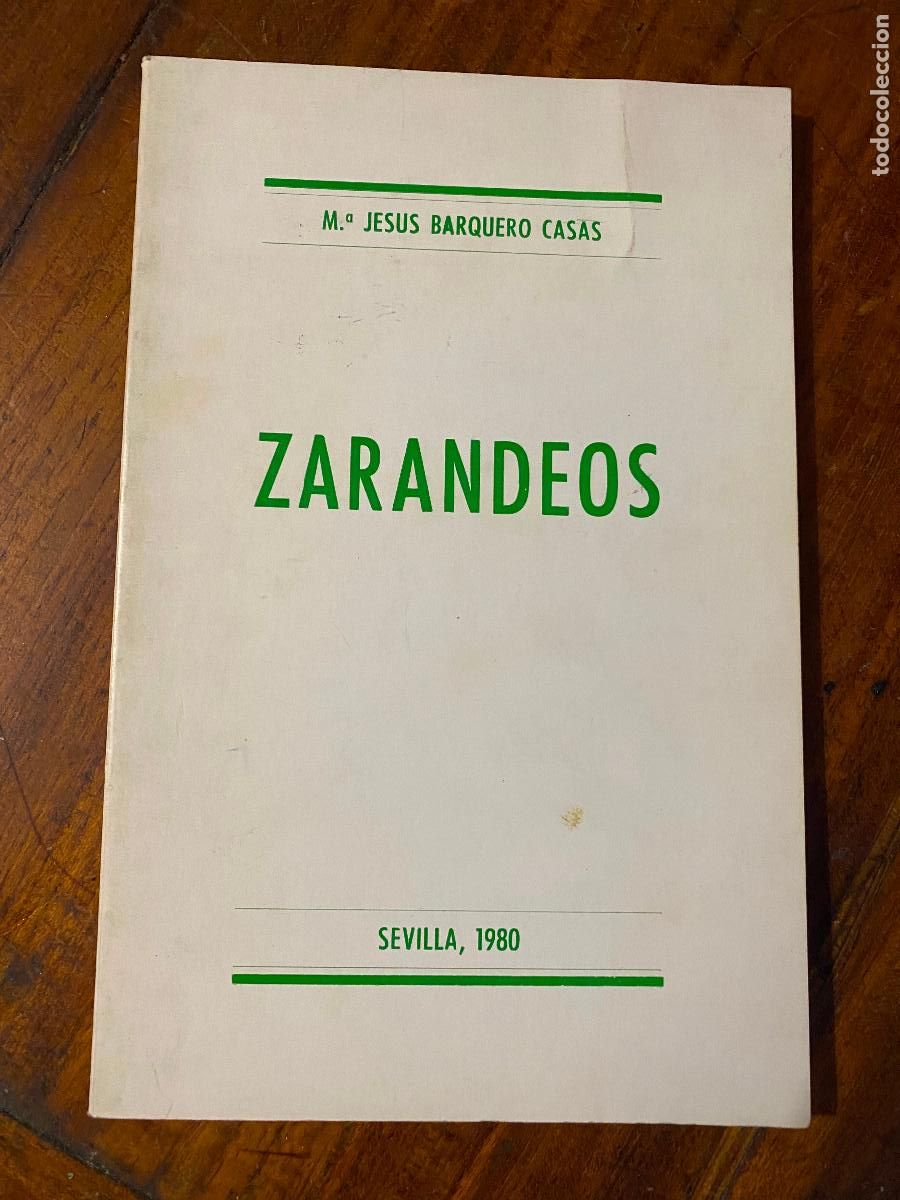 todocoleccion
M.ª JESUS BARQUERO CASAS
ZARANDEOS
SEVILLA, 1980